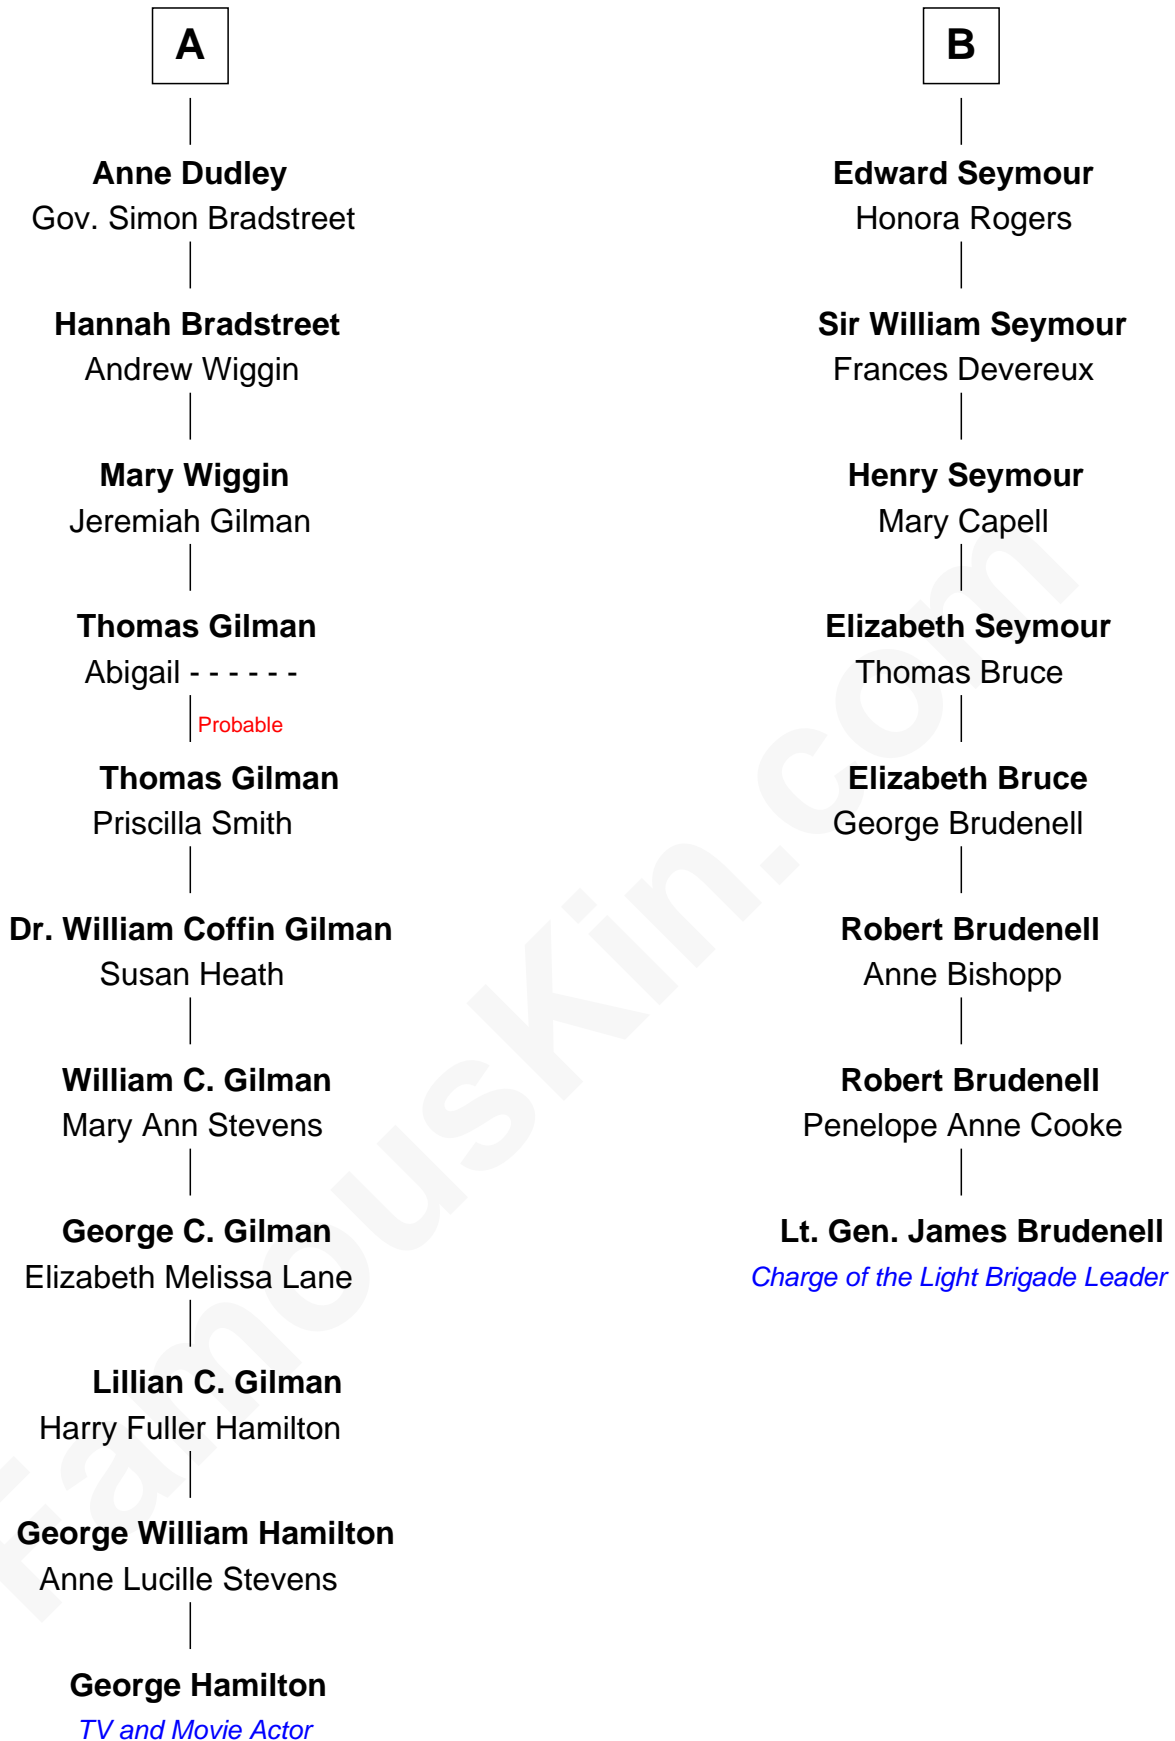 A
Anne Dudley
Gov. Simon Bradstreet
Hannah Bradstreet
Andrew Wiggin
Mary Wiggin
Jeremiah Gilman
Thomas Gilman
Abigail - - - - - -
Probable
Thomas Gilman
Priscilla Smith
Dr. William Coffin Gilman
Susan Heath
William C. Gilman
Mary Ann Stevens
George C. Gilman
Elizabeth Melissa Lane
Lillian C. Gilman
Harry Fuller Hamilton
George William Hamilton
Anne Lucille Stevens
George Hamilton
TV and Movie Actor
B
Edward Seymour
Honora Rogers
Sir William Seymour
Frances Devereux
Henry Seymour
Mary Capell
Elizabeth Seymour
Thomas Bruce
Elizabeth Bruce
George Brudenell
Robert Brudenell
Anne Bishopp
Robert Brudenell
Penelope Anne Cooke
Lt. Gen. James Brudenell
Charge of the Light Brigade Leader
FamousKin.com